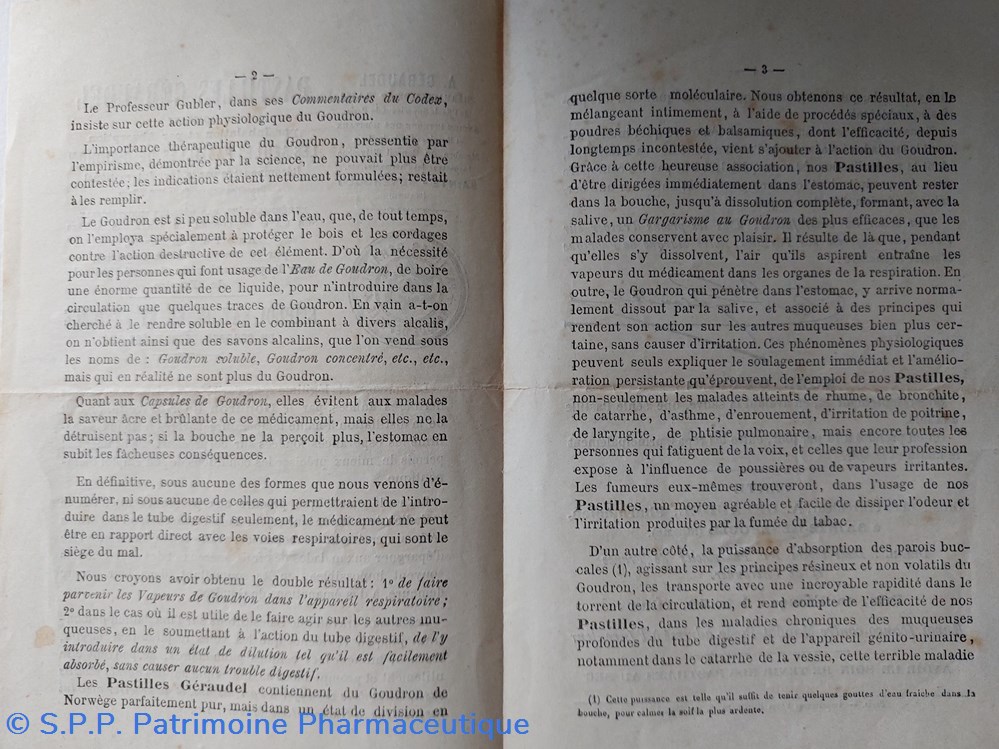 — 2 —
Le Professeur Gubler, dans ses Commentaires du Codex,
insiste sur cette action physiologique du Goudron.
L'importance thérapeutique du Goudron, pressentie par
l'empirisme, démontrée par la science, ne pouvait plus être
contestée; les indications étaient nettement formulées; restait
à les remplir.
Le Goudron est si peu soluble dans l'eau, que, de tout temps,
on l'employa spécialement à protéger le bois et les cordages
contre l'action destructive de cet élément. D'où la nécessité
pour les personnes qui font usage de l'Eau de Goudron, de boire
une énorme quantité de ce liquide, pour n'introduire dans la
circulation que quelques traces de Goudron. En vain a-t-on
cherché à le rendre soluble en le combinant à divers alcalis,
on n'obtient ainsi que des savons alcalins, que l'on vend sous
les noms de : Goudron soluble, Goudron concentré, etc., etc.,
mais qui en réalité ne sont plus du Goudron.
Quant aux Capsules de Goudron, elles évitent aux malades
la saveur âcre et brûlante de ce médicament, mais elles ne la
détruisent pas; si la bouche ne la perçoit plus, l'estomac en
subit les fâcheuses conséquences.
En définitive, sous aucune des formes que nous venons d'é-
numérer, ni sous aucune de celles qui permettraient de l'intro-
duire dans le tube digestif seulement, le médicament ne peut
être en rapport direct avec les voies respiratoires, qui sont le
siège du mal.
Nous croyons avoir obtenu le double résultat : 1º de faire
parvenir les Vapeurs de Goudron dans l'appareil respiratoire;
2º dans le cas où il est utile de le faire agir sur les autres mu-
queuses, en le soumettant à l'action du tube digestif, de l'y
introduire dans un état de dilution tel qu'il est facilement
absorbé, sans causer aucun trouble digestif.
Les Pastilles Géraudel contiennent du Goudron de
Norwège parfaitement pur, mais dans un état de division en
— 3 —
quelque sorte moléculaire. Nous obtenons ce résultat, en le
mélangeant intimement, à l'aide de procédés spéciaux, à des
poudres béchiques et balsamiques, dont l'efficacité, depuis
longtemps incontestée, vient s'ajouter à l'action du Goudron.
Grâce à cette heureuse association, nos Pastilles, au lieu
d'être dirigées immédiatement dans l'estomac, peuvent rester
dans la bouche, jusqu'à dissolution complète, formant, avec la
salive, un Gargarisme au Goudron des plus efficaces, que les
malades conservent avec plaisir. Il résulte de là que, pendant
qu'elles s'y dissolvent, l'air qu'ils aspirent entraîne les
vapeurs du médicament dans les organes de la respiration. En
outre, le Goudron qui pénètre dans l'estomac, y arrive norma-
lement dissout par la salive, et associé à des principes qui
rendent son action sur les autres muqueuses bien plus cer-
taine, sans causer d'irritation. Ces phénomènes physiologiques
peuvent seuls expliquer le soulagement immédiat et l'amélio-
ration persistante qu'éprouvent, de l'emploi de nos Pastilles,
non-seulement les malades atteints de rhume, de bronchite,
de catarrhe, d'asthme, d'enrouement, d'irritation de poitrine,
de laryngite, de phtisie pulmonaire, mais encore toutes les
personnes qui fatiguent de la voix, et celles que leur profession
expose à l'influence de poussières ou de vapeurs irritantes.
Les fumeurs eux-mêmes trouveront, dans l'usage de nos
Pastilles, un moyen agréable et facile de dissiper l'odeur et
l'irritation produites par la fumée du tabac.
D'un autre côté, la puissance d'absorption des parois buc-
cales (1), agissant sur les principes résineux et non volatils du
Goudron, les transporte avec une incroyable rapidité dans le
torrent de la circulation, et rend compte de l'efficacité de nos
Pastilles, dans les maladies chroniques des muqueuses
profondes du tube digestif et de l'appareil génito-urinaire,
notamment dans le catarrhe de la vessie, cette terrible maladie
(1) Cette puissance est telle qu'il suffit de tenir quelques gouttes d'eau fraîche dans la
bouche, pour calmer la soif la plus ardente.
© S.P.P. Patrimoine Pharmaceutique